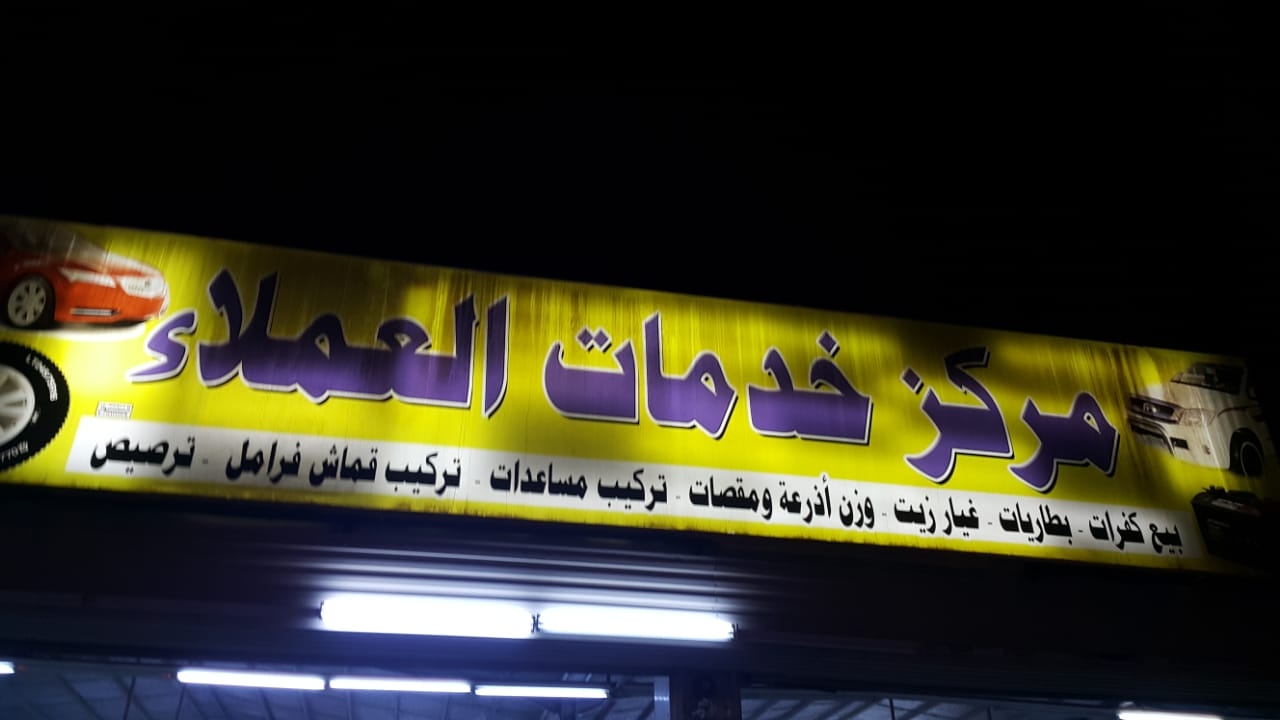 مركز خدمات العملاء
بيع كفرات - بطاريات - غيار زيت - وزن أذرعة ومقصات - تركيب مساعدات - تركيب قماش فرامل - ترصيص